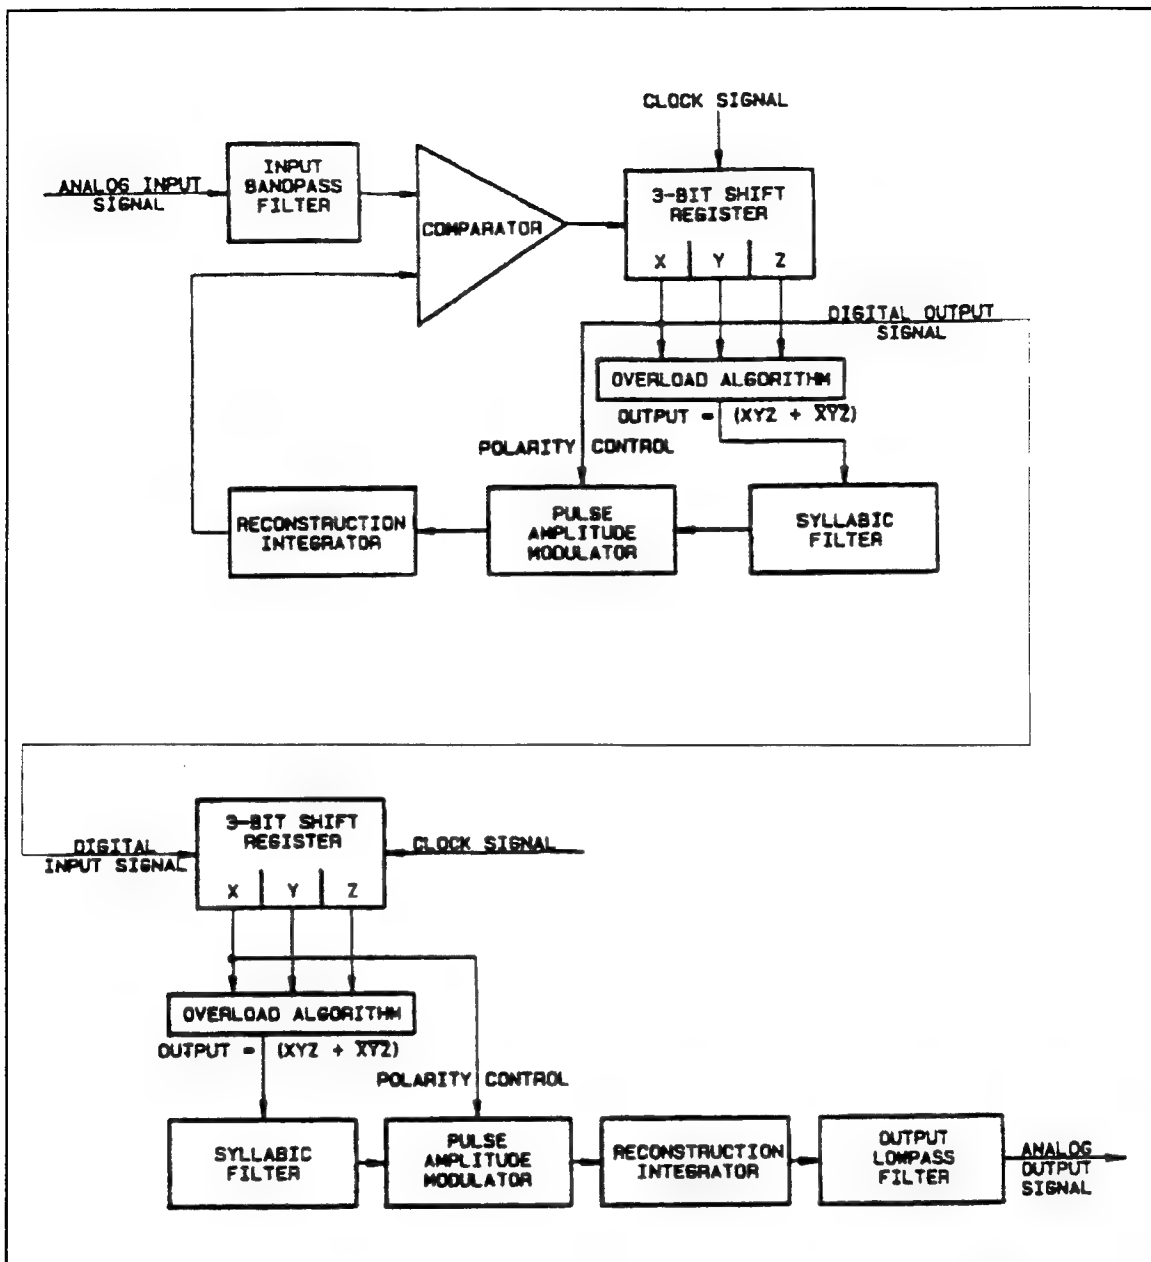 CLOCK SIGNAL
ANALOG INPUT
SIGNAL
INPUT
BANDPASS
FILTER
COMPARATOR
3-BIT SHIFT
REGISTER
X Y Z
DIGITAL OUTPUT
SIGNAL
OVERLOAD ALGORITHM
OUTPUT = (XYZ + X̅Y̅Z̅)
POLARITY CONTROL
RECONSTRUCTION
INTEGRATOR
PULSE
AMPLITUDE
MODULATOR
SYLLABIC
FILTER
3-BIT SHIFT
REGISTER
X Y Z
DIGITAL
INPUT SIGNAL
CLOCK SIGNAL
OVERLOAD ALGORITHM
OUTPUT = (XYZ + X̅Y̅Z̅)
POLARITY CONTROL
SYLLABIC
FILTER
PULSE
AMPLITUDE
MODULATOR
RECONSTRUCTION
INTEGRATOR
OUTPUT
LOWPASS
FILTER
ANALOG
OUTPUT
SIGNAL